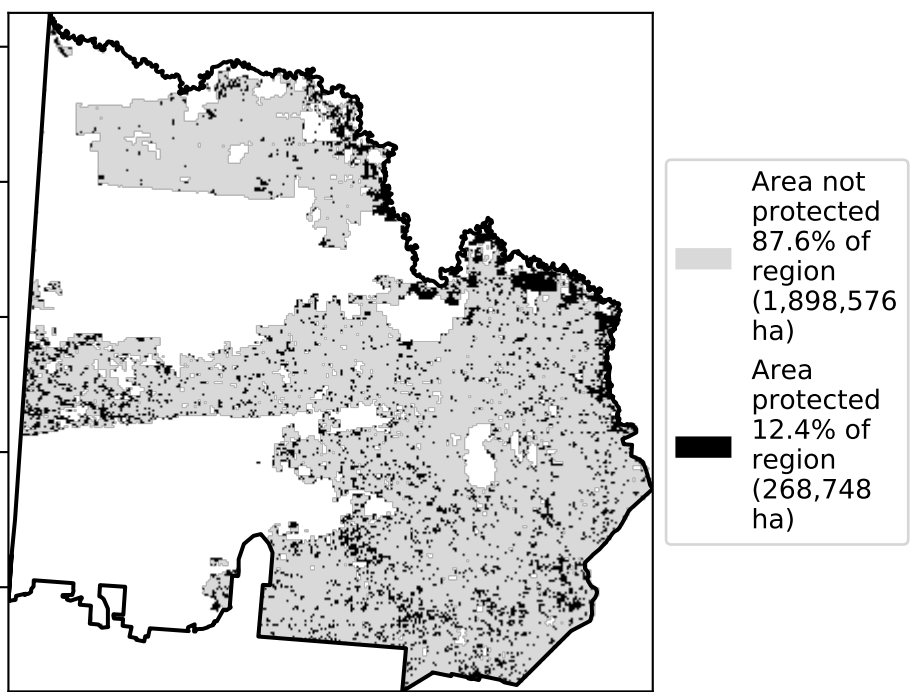 Area not
protected
87.6% of
region
(1,898,576
ha)
Area
protected
12.4% of
region
(268,748
ha)